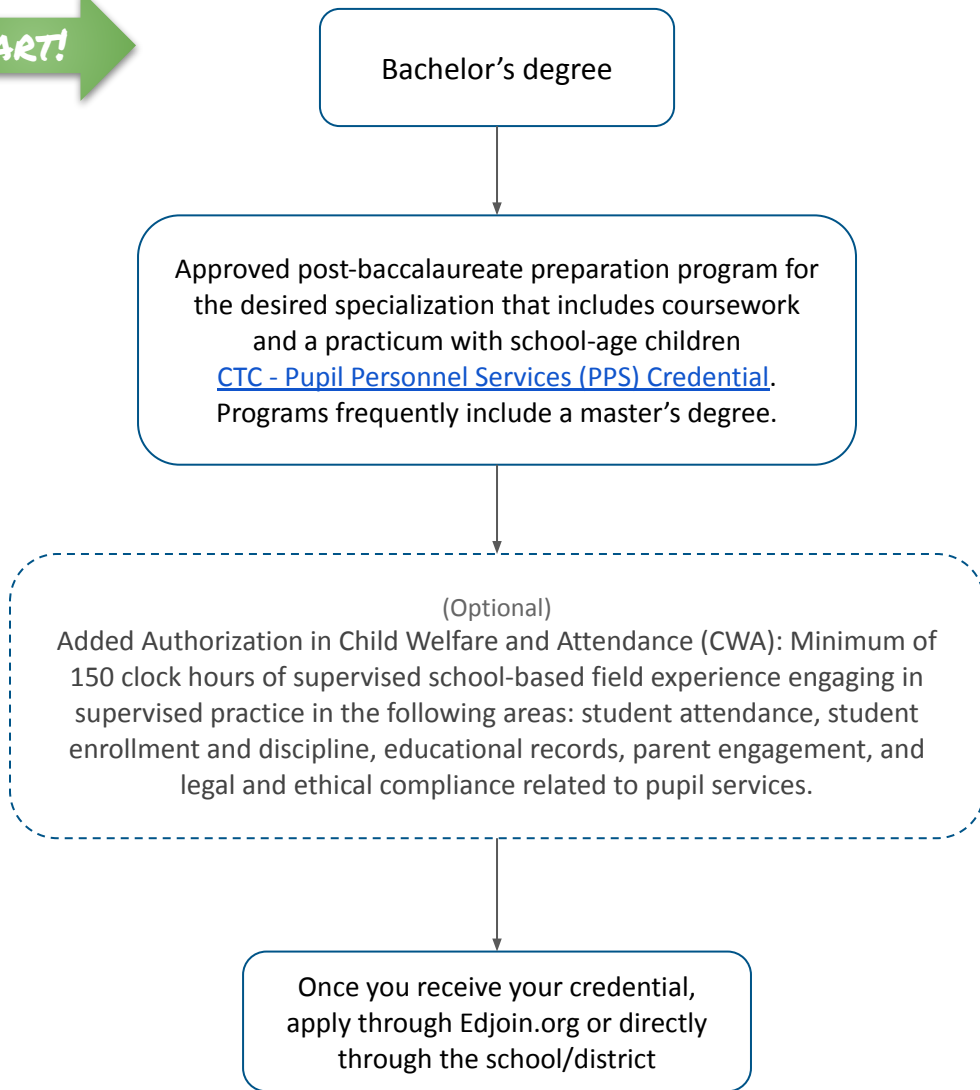 ART!
Bachelor’s degree
Approved post-baccalaureate preparation program for
the desired specialization that includes coursework
and a practicum with school-age children
CTC - Pupil Personnel Services (PPS) Credential.
Programs frequently include a master’s degree.
(Optional)
Added Authorization in Child Welfare and Attendance (CWA): Minimum of
150 clock hours of supervised school-based field experience engaging in
supervised practice in the following areas: student attendance, student
enrollment and discipline, educational records, parent engagement, and
legal and ethical compliance related to pupil services.
Once you receive your credential,
apply through Edjoin.org or directly
through the school/district